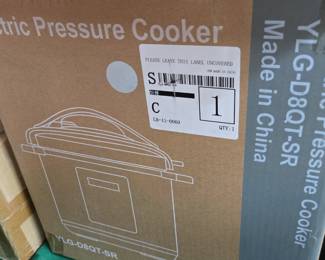 ctric Pressure Cooker
PLEASE LEAVE THIS LABEL UNCOVERED
S
C
1
QTY:1
YLG-D8QT-SR
Pressure Cooker
YLG-D8QT-SR
Made in China